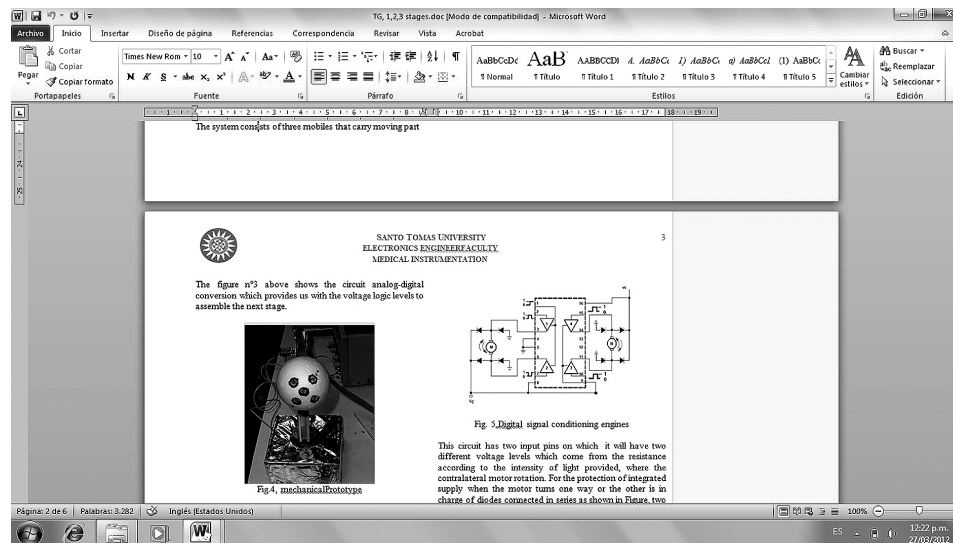 TG, 1,2,3 stages.doc [Modo de compatibilidad] - Microsoft Word
Archivo Inicio Insertar Diseño de página Referencias Correspondencia Revisar Vista Acrobat
Pegar
Cortar
Copiar
Copiar formato
Portapapeles
Times New Rom 10
N K S abc x₂ x²
Fuente
Párrafo
AaBbCcDc AaB AABBCCDI A. AaBbCc 1) AaBbC a) AaBbCcL (1) AaBbCc
¶ Normal ¶ Título ¶ Título 1 ¶ Título 2 ¶ Título 3 ¶ Título 4 ¶ Título 5
Cambiar
estilos
Estilos
Buscar
Reemplazar
Seleccionar
Edición
The system consists of three mobiles that carry moving part
SANTO TOMAS UNIVERSITY
ELECTRONICS ENGINEERFACULTY
MEDICAL INSTRUMENTATION
3
The figure n°3 above shows the circuit analog-digital
conversion which provides us with the voltage logic levels to
assemble the next stage.
Fig.4, mechanicalPrototype
Fig. 5,Digital signal conditioning engines
This circuit has two input pins on which it will have two
different voltage levels which come from the resistance
according to the intensity of light provided, where the
contralateral motor rotation. For the protection of integrated
supply when the motor turns one way or the other is in
charge of diodes connected in series as shown in Figure, two
Página: 2 de 6 Palabras: 3.282 Inglés (Estados Unidos) 100%
ES 12:22 p.m.
27/03/2012